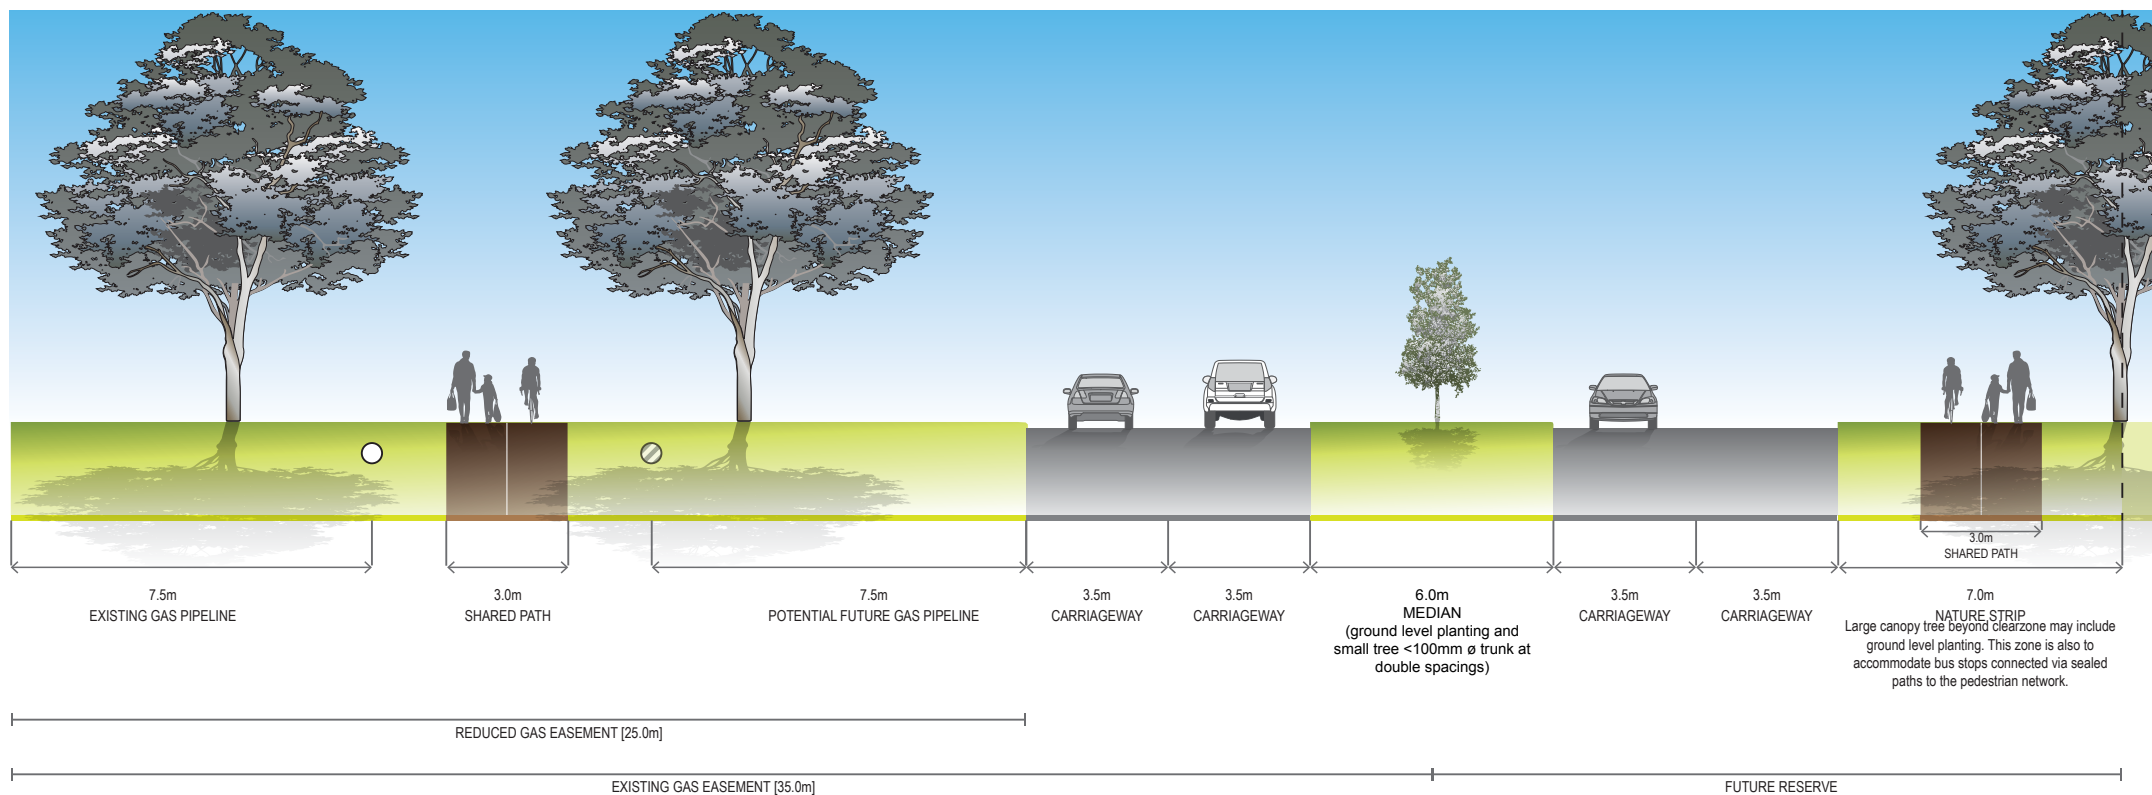 3.0m
SHARED PATH
7.5m
EXISTING GAS PIPELINE
3.0m
SHARED PATH
7.5m
POTENTIAL FUTURE GAS PIPELINE
3.5m
CARRIAGEWAY
3.5m
CARRIAGEWAY
6.0m
MEDIAN
(ground level planting and
small tree <100mm ø trunk at
double spacings)
3.5m
CARRIAGEWAY
3.5m
CARRIAGEWAY
7.0m
NATURE STRIP
Large canopy tree beyond clearzone may include
ground level planting. This zone is also to
accommodate bus stops connected via sealed
paths to the pedestrian network.
REDUCED GAS EASEMENT [25.0m]
EXISTING GAS EASEMENT [35.0m]
FUTURE RESERVE